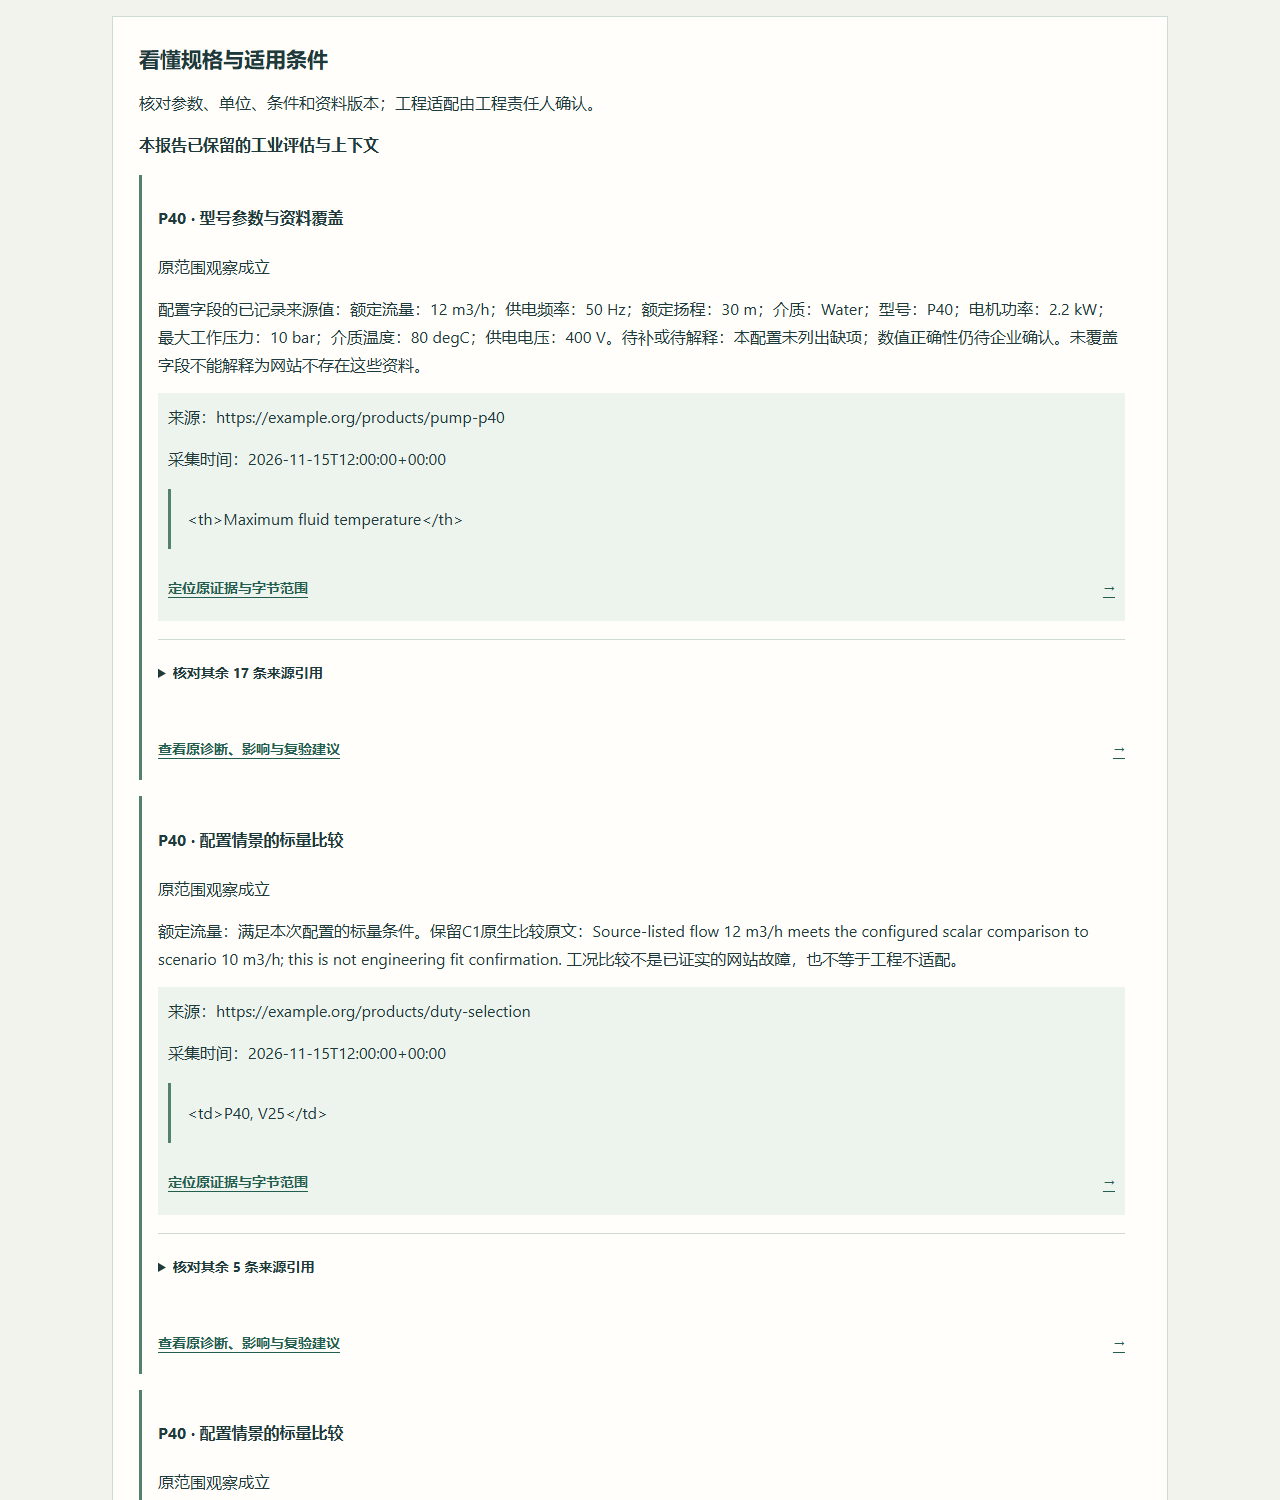 看懂规格与适用条件
核对参数、单位、条件和资料版本；工程适配由工程责任人确认。
本报告已保留的工业评估与上下文
P40 · 型号参数与资料覆盖
原范围观察成立
配置字段的已记录来源值：额定流量：12 m3/h；供电频率：50 Hz；额定扬程：30 m；介质：Water；型号：P40；电机功率：2.2 kW；
最大工作压力：10 bar；介质温度：80 degC；供电电压：400 V。待补或待解释：本配置未列出缺项；数值正确性仍待企业确认。未覆盖
字段不能解释为网站不存在这些资料。
来源：https://example.org/products/pump-p40
采集时间：2026-11-15T12:00:00+00:00
<th>Maximum fluid temperature</th>
定位原证据与字节范围 →
▶ 核对其余 17 条来源引用
查看原诊断、影响与复验建议 →
P40 · 配置情景的标量比较
原范围观察成立
额定流量：满足本次配置的标量条件。保留C1原生比较原文：Source-listed flow 12 m3/h meets the configured scalar comparison to
scenario 10 m3/h; this is not engineering fit confirmation. 工况比较不是已证实的网站故障，也不等于工程不适配。
来源：https://example.org/products/duty-selection
采集时间：2026-11-15T12:00:00+00:00
<td>P40, V25</td>
定位原证据与字节范围 →
▶ 核对其余 5 条来源引用
查看原诊断、影响与复验建议 →
P40 · 配置情景的标量比较
原范围观察成立